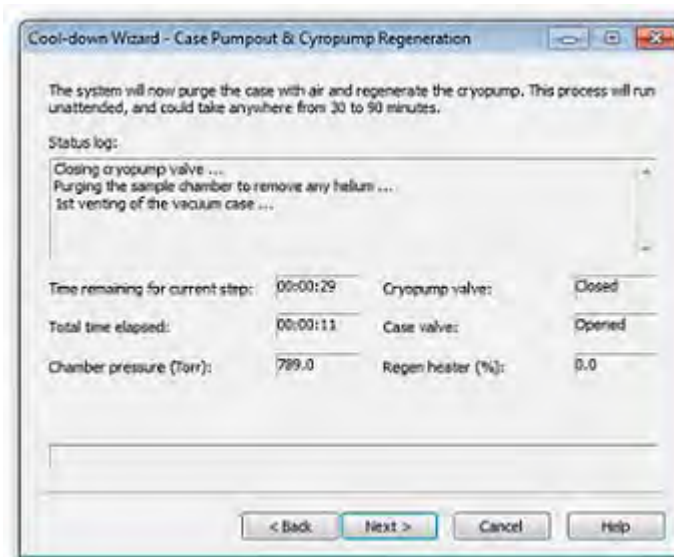 Cool-down Wizard - Case Pumpout & Cyropump Regeneration
The system will now purge the case with air and regenerate the cryopump. This process will run
unattended, and could take anywhere from 30 to 90 minutes.
Status log:
Closing cryopump valve ...
Purging the sample chamber to remove any helium ...
1st venting of the vacuum case ...
Time remaining for current step: 00:00:29 Cryopump valve: Closed
Total time elapsed: 00:00:11 Case valve: Opened
Chamber pressure (Torr): 789.0 Regen heater (%): 0.0
< Back Next > Cancel Help